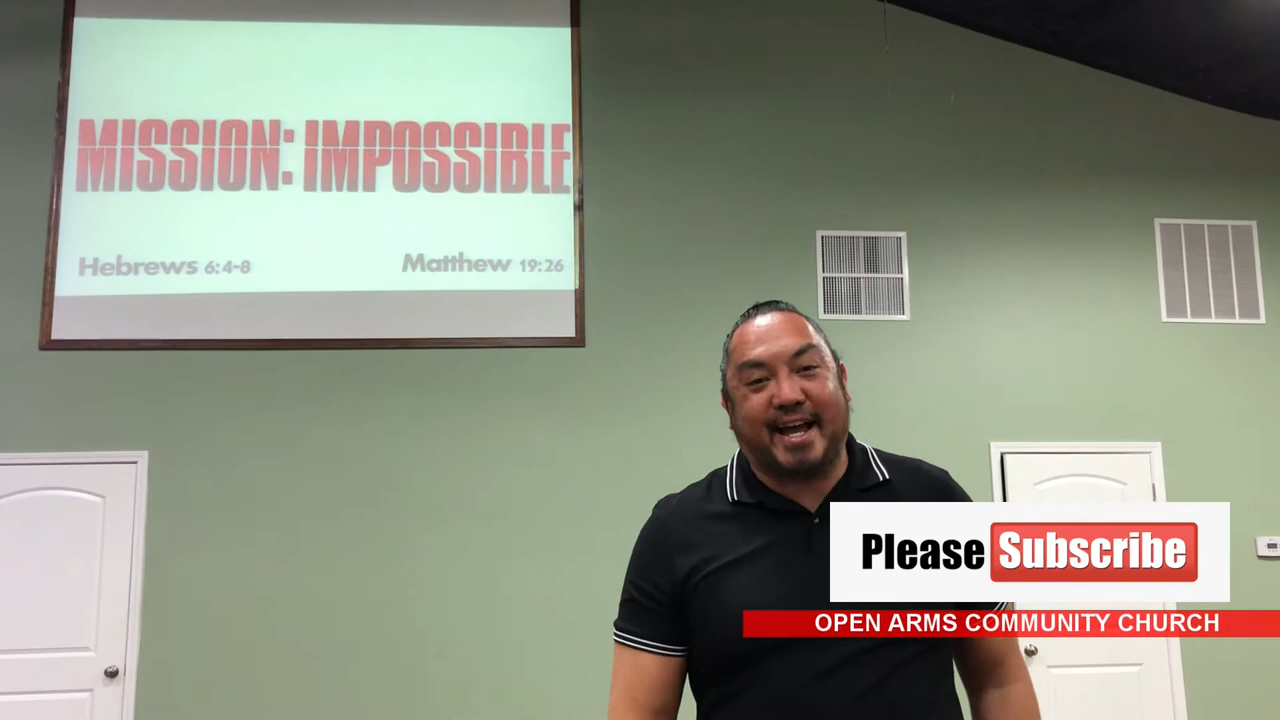 MISSION: IMPOSSIBLE
Hebrews 6:4-8 Matthew 19:26
Please Subscribe
OPEN ARMS COMMUNITY CHURCH